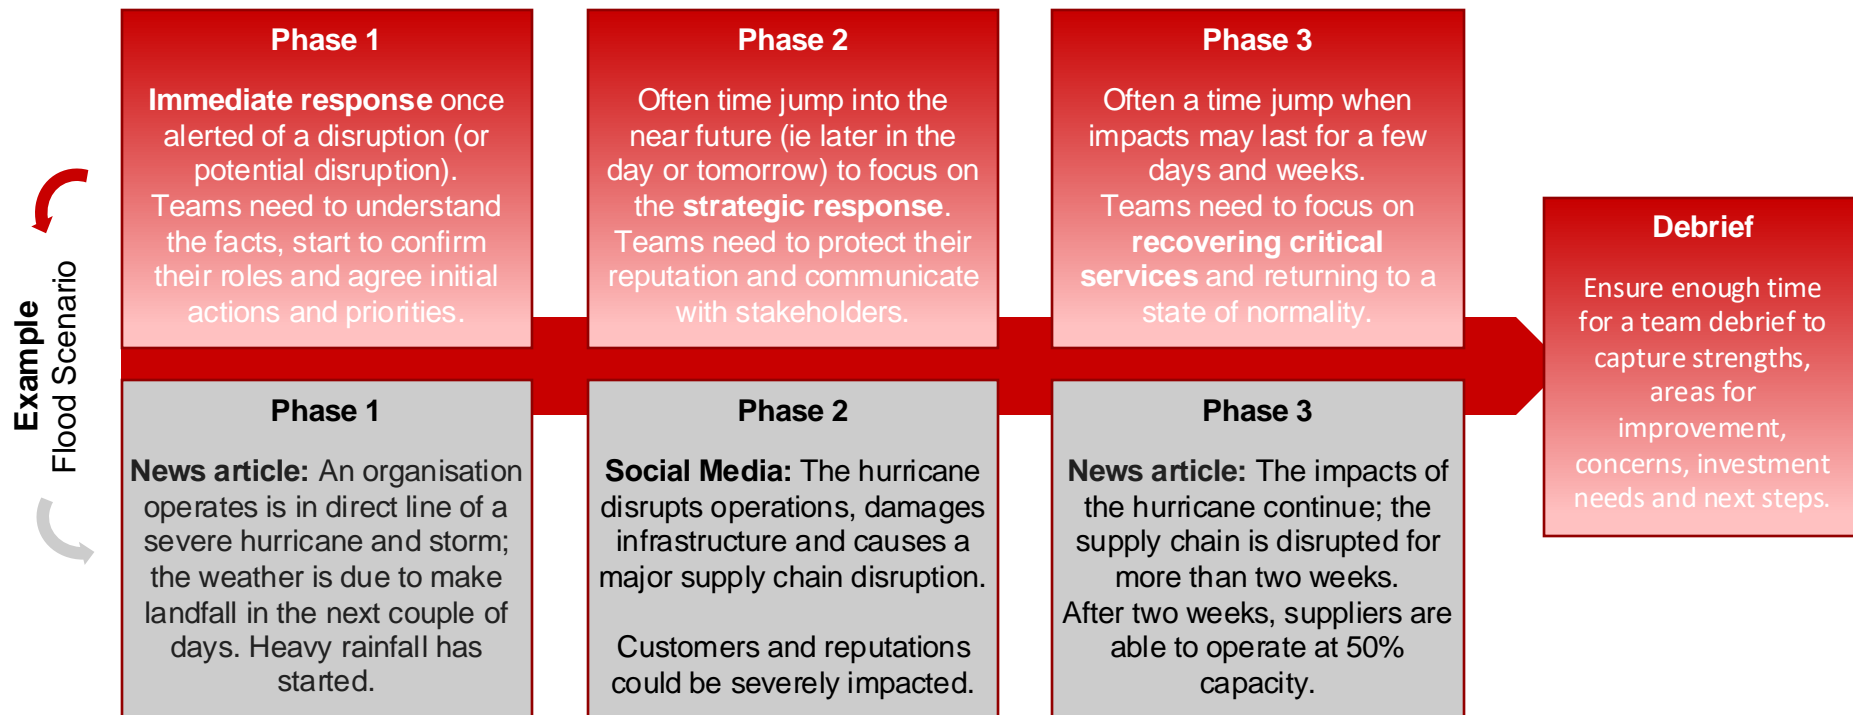 Example
Flood Scenario
Phase 1
Immediate response once
alerted of a disruption (or
potential disruption).
Teams need to understand
the facts, start to confirm
their roles and agree initial
actions and priorities.
Phase 2
Often time jump into the
near future (ie later in the
day or tomorrow) to focus on
the strategic response.
Teams need to protect their
reputation and communicate
with stakeholders.
Phase 3
Often a time jump when
impacts may last for a few
days and weeks.
Teams need to focus on
recovering critical
services and returning to a
state of normality.
Debrief
Ensure enough time
for a team debrief to
capture strengths,
areas for
improvement,
concerns, investment
needs and next steps.
Phase 1
News article: An organisation
operates is in direct line of a
severe hurricane and storm;
the weather is due to make
landfall in the next couple of
days. Heavy rainfall has
started.
Phase 2
Social Media: The hurricane
disrupts operations, damages
infrastructure and causes a
major supply chain disruption.
Customers and reputations
could be severely impacted.
Phase 3
News article: The impacts of
the hurricane continue; the
supply chain is disrupted for
more than two weeks.
After two weeks, suppliers are
able to operate at 50%
capacity.